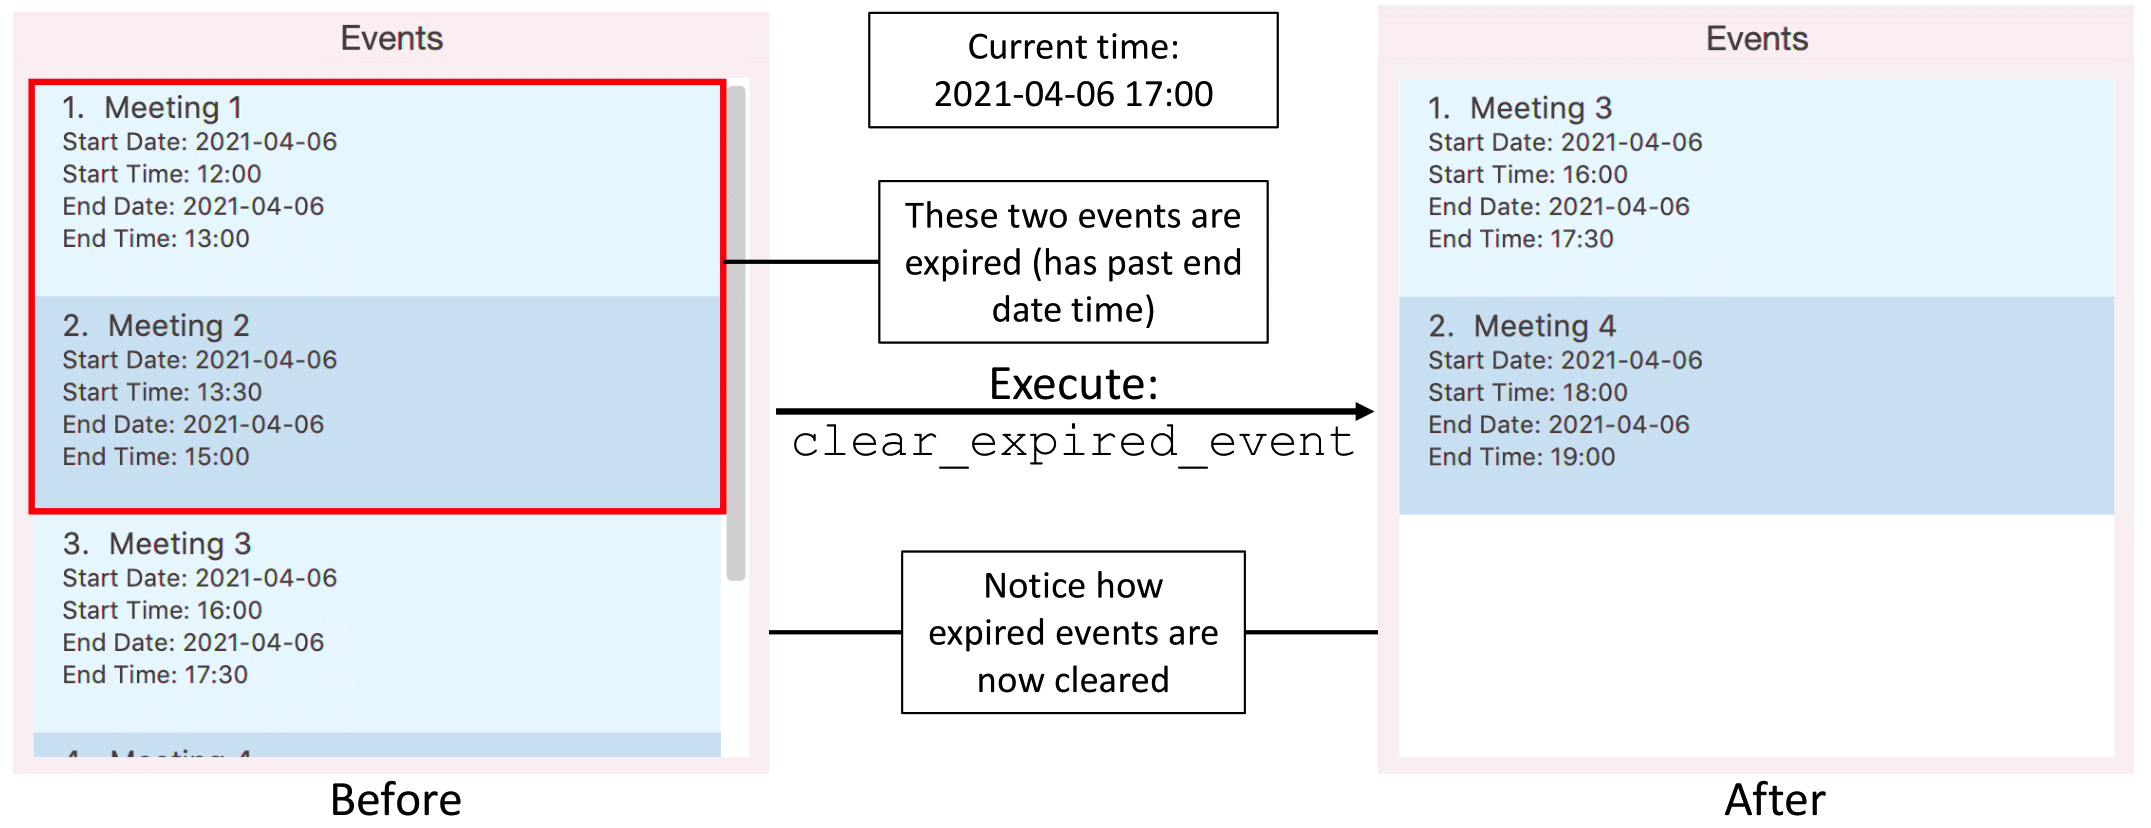 Events
1. Meeting 1
Start Date: 2021-04-06
Start Time: 12:00
End Date: 2021-04-06
End Time: 13:00
2. Meeting 2
Start Date: 2021-04-06
Start Time: 13:30
End Date: 2021-04-06
End Time: 15:00
3. Meeting 3
Start Date: 2021-04-06
Start Time: 16:00
End Date: 2021-04-06
End Time: 17:30
4. Meeting 4
Before
Current time:
2021-04-06 17:00
These two events are
expired (has past end
date time)
Execute:
clear_expired_event
Notice how
expired events are
now cleared
Events
1. Meeting 3
Start Date: 2021-04-06
Start Time: 16:00
End Date: 2021-04-06
End Time: 17:30
2. Meeting 4
Start Date: 2021-04-06
Start Time: 18:00
End Date: 2021-04-06
End Time: 19:00
After